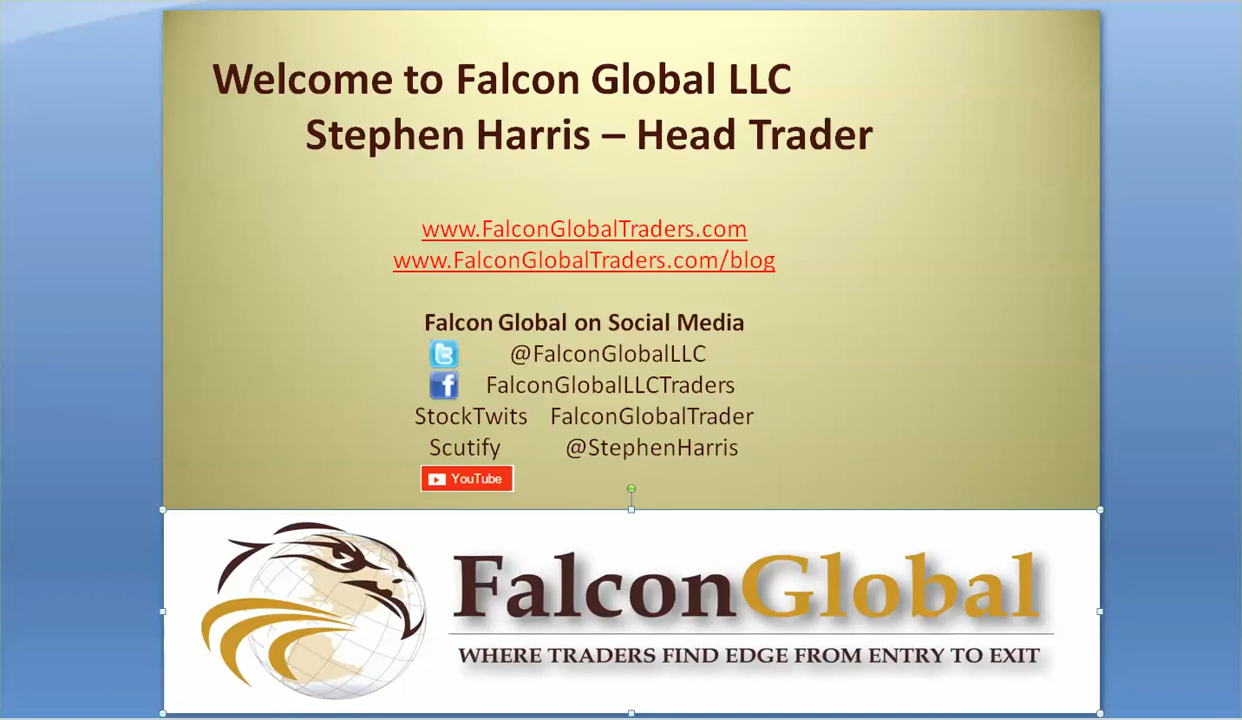 Welcome to Falcon Global LLC
Stephen Harris – Head Trader
www.FalconGlobalTraders.com
www.FalconGlobalTraders.com/blog
Falcon Global on Social Media
@FalconGlobalLLC
FalconGlobalLLCTraders
StockTwits FalconGlobalTrader
Scutify @StephenHarris
YouTube
FalconGlobal
WHERE TRADERS FIND EDGE FROM ENTRY TO EXIT